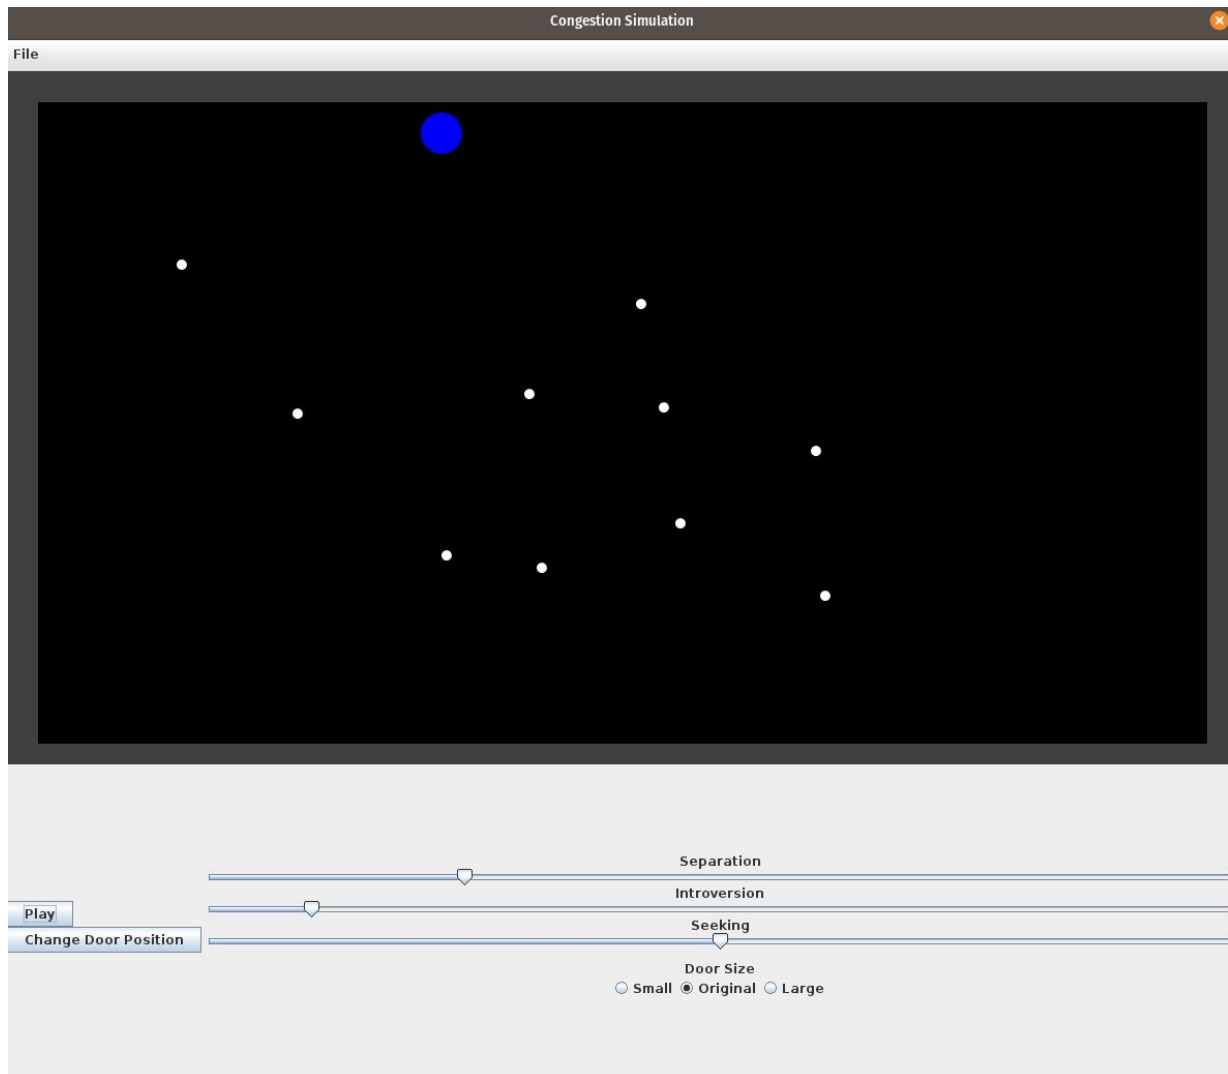 Congestion Simulation
File
Separation
Introversion
Play
Seeking
Change Door Position
Door Size
Small Original Large